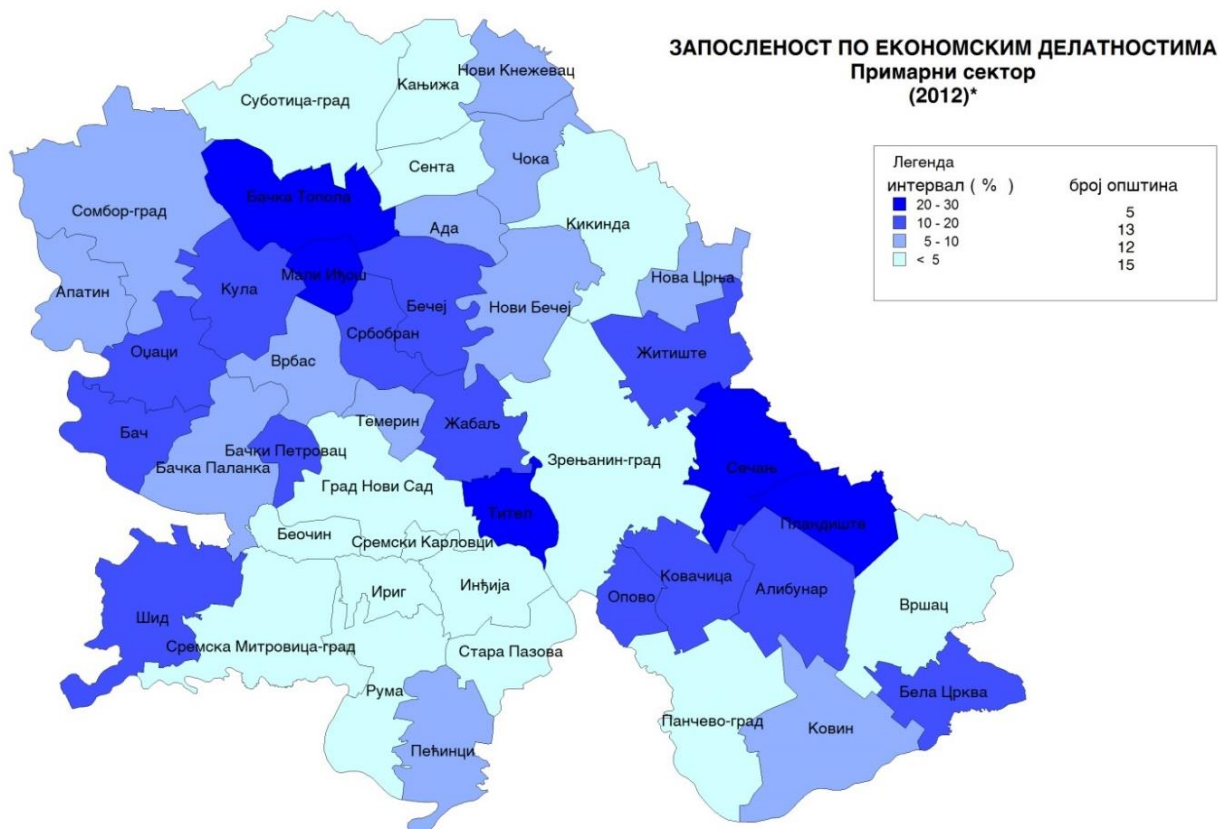 ЗАПОСЛЕНОСТ ПО ЕКОНОМСКИМ ДЕЛАТНОСТИМА
Примарни сектор
(2012)*
Легенда
интервал ( % ) број општина
20 - 30 5
10 - 20 13
5 - 10 12
< 5 15
Суботица-град
Кањижа
Нови Кнежевац
Сента
Чока
Бачка Топола
Сомбор-град
Ада
Кикинда
Мали Иђош
Нова Црња
Апатин
Кула
Бечеј
Нови Бечеј
Србобран
Оџаци
Врбас
Житиште
Темерин
Жабаљ
Бач
Бачки Петровац
Бачка Паланка
Зрењанин-град
Сечањ
Град Нови Сад
Тител
Пландиште
Беочин
Сремски Карловци
Ириг
Инђија
Ковачица
Опово
Алибунар
Вршац
Шид
Сремска Митровица-град
Стара Пазова
Рума
Бела Црква
Панчево-град
Ковин
Пећинци